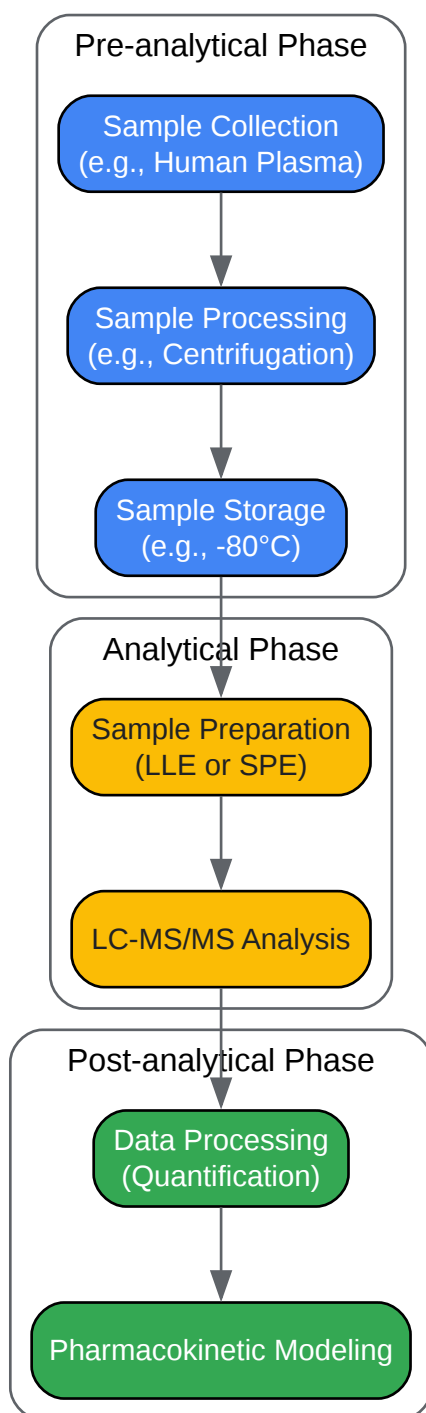 Pre-analytical Phase
Sample Collection
(e.g., Human Plasma)
Sample Processing
(e.g., Centrifugation)
Sample Storage
(e.g., -80°C)
Analytical Phase
Sample Preparation
(LLE or SPE)
LC-MS/MS Analysis
Post-analytical Phase
Data Processing
(Quantification)
Pharmacokinetic Modeling